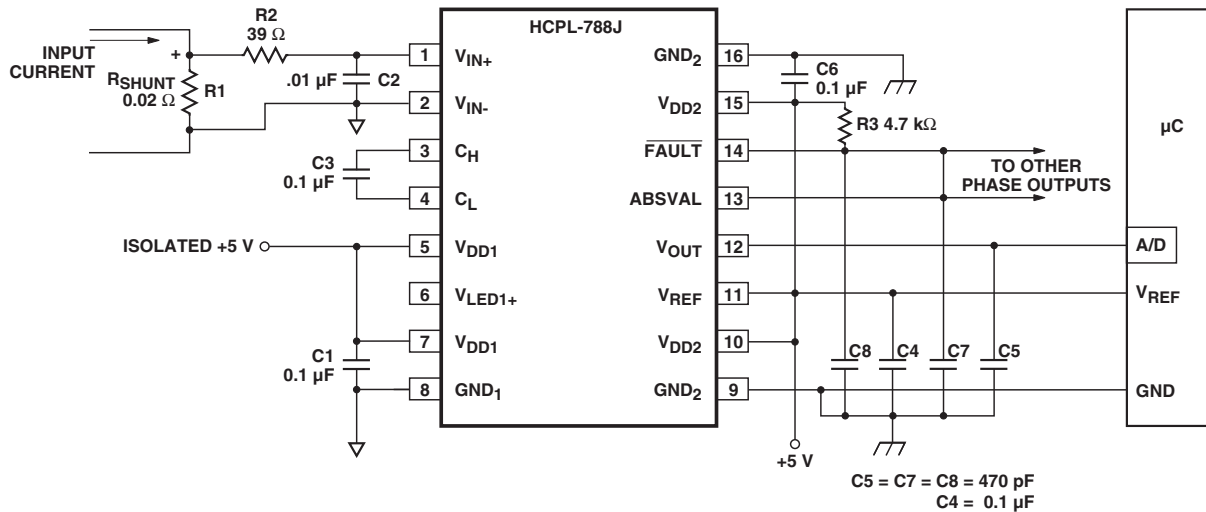 HCPL-788J
INPUT
CURRENT
+
RSHUNT
0.02 Ω
R1
R2
39 Ω
.01 µF
C2
C3
0.1 µF
ISOLATED +5 V
C1
0.1 µF
1 VIN+
2 VIN-
3 CH
4 CL
5 VDD1
6 VLED1+
7 VDD1
8 GND1
GND2 16
VDD2 15
FAULT 14
ABSVAL 13
VOUT 12
VREF 11
VDD2 10
GND2 9
C6
0.1 µF
R3 4.7 kΩ
TO OTHER
PHASE OUTPUTS
C8
C4
C7
C5
+5 V
µC
A/D
VREF
GND
C5 = C7 = C8 = 470 pF
C4 = 0.1 µF